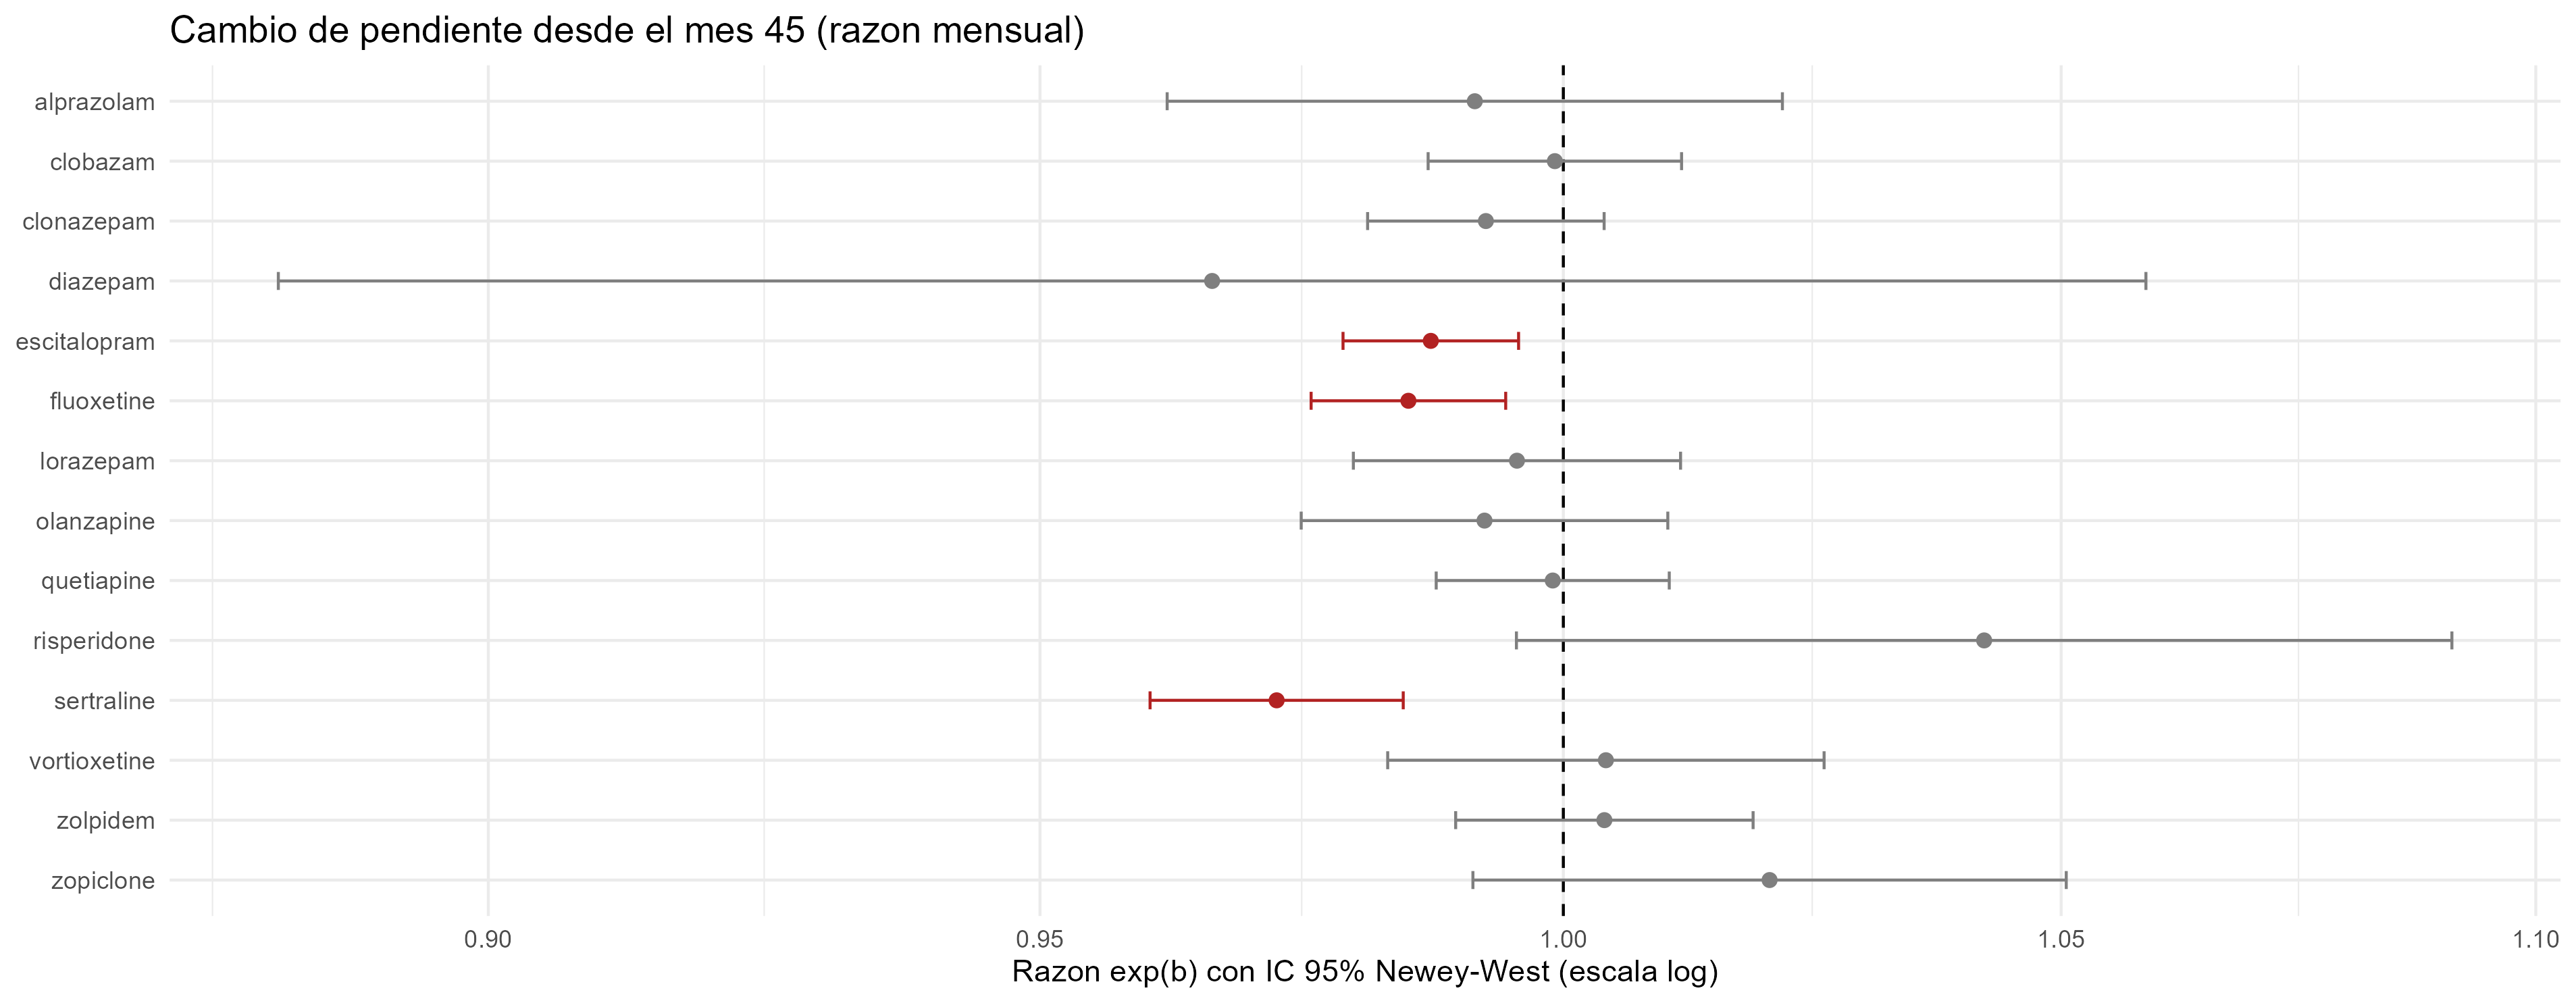 Cambio de pendiente desde el mes 45 (razon mensual)
alprazolam
clobazam
clonazepam
diazepam
escitalopram
fluoxetine
lorazepam
olanzapine
quetiapine
risperidone
sertraline
vortioxetine
zolpidem
zopiclone
0.90 0.95 1.00 1.05 1.10
Razon exp(b) con IC 95% Newey-West (escala log)